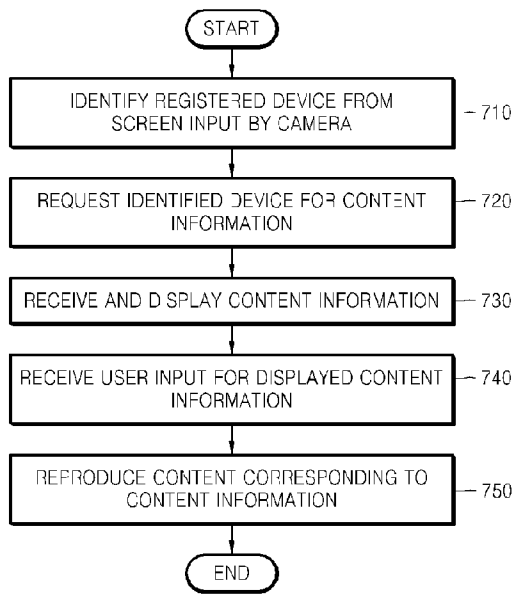 START
IDENTIFY REGISTERED DEVICE FROM
SCREEN INPUT BY CAMERA
710
REQUEST IDENTIFIED DEVICE FOR CONTENT
INFORMATION
720
RECEIVE AND DISPLAY CONTENT INFORMATION
730
RECEIVE USER INPUT FOR DISPLAYED CONTENT
INFORMATION
740
REPRODUCE CONTENT CORRESPONDING TO
CONTENT INFORMATION
750
END